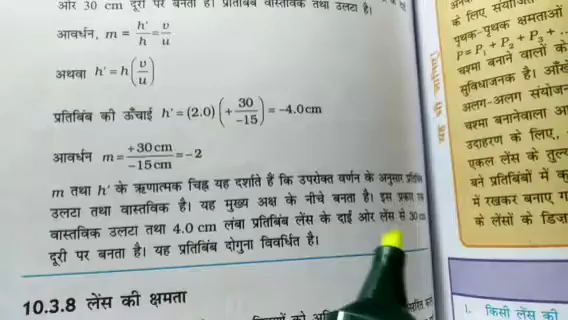 और 30 cm दूरी पर बनता है। प्रतिबिंब वास्तविक तथा उलटा है।
आवर्धन, m = h'/h = v/u
अथवा h' = h(v/u)
प्रतिबिंब की ऊँचाई h' = (2.0)(+30/-15) = -4.0 cm
आवर्धन m = +30 cm/-15 cm = -2
m तथा h' के ऋणात्मक चिह्न यह दर्शाते हैं कि उपरोक्त वर्णन के अनुसार
उलटा तथा वास्तविक है। यह मुख्य अक्ष के नीचे बनता है। इस प्रकार
वास्तविक उलटा तथा 4.0 cm लंबा प्रतिबिंब लेंस के दाईं ओर लेंस से 30 cm
दूरी पर बनता है। यह प्रतिबिंब दोगुना विवर्धित है।
10.3.8 लेंस की क्षमता
यह भी जानिए!
के लिए संयोजित
पृथक-पृथक क्षमताओं
P = P₁ + P₂ + P₃ + ..
चश्मा बनाने वालों के
सुविधाजनक है। आँखों
अलग-अलग संयोजन
चश्मा बनानेवाला
उदाहरण के लिए,
एकल लेंस के तुल्य
बने प्रतिबिंबों में
में रखकर बनाए
के लेंसों के
1. किसी लेंस की